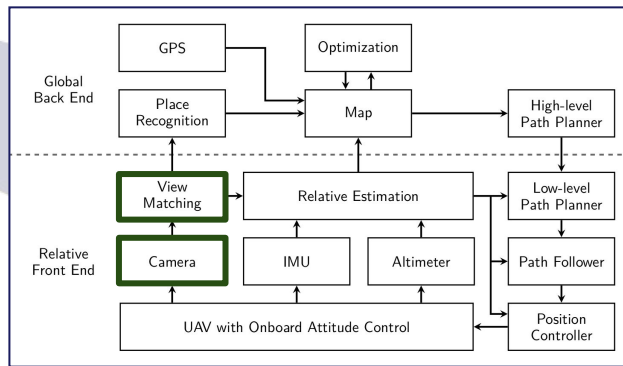 GPS
Optimization
Global
Back End
Place
Recognition
Map
High-level
Path Planner
View
Matching
Relative Estimation
Low-level
Path Planner
Relative
Front End
Camera
IMU
Altimeter
Path Follower
UAV with Onboard Attitude Control
Position
Controller